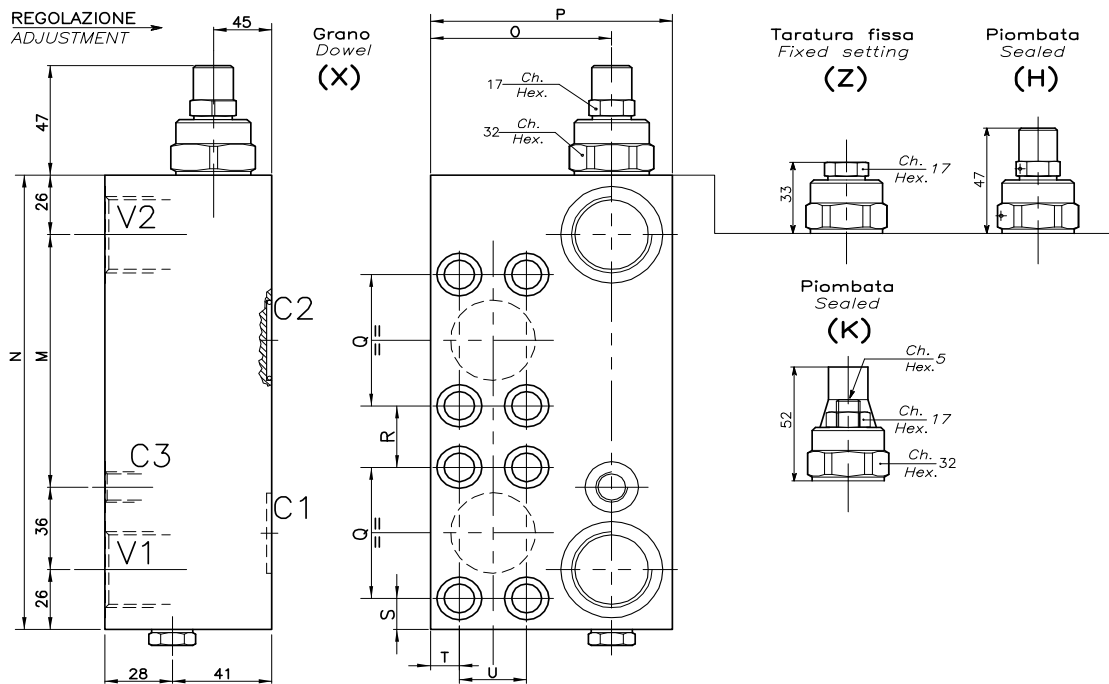 REGOLAZIONE
ADJUSTMENT
45
Grano
Dowel
(X)
P
O
Taratura fissa
Fixed setting
(Z)
Piombata
Sealed
(H)
47
17 Ch.
Hex.
32 Ch.
Hex.
33
Ch. 17
Hex.
47
26
V2
C2
N
M
Q
=
=
Piombata
Sealed
(K)
Ch. 5
Hex.
52
Ch. 17
Hex.
Ch. 32
Hex.
R
C3
C1
36
V1
Q
=
=
26
S
T
U
28
41